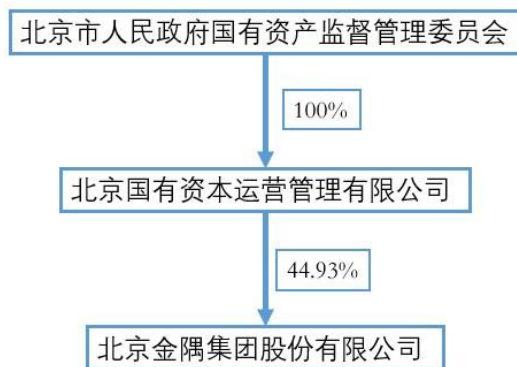 北京市人民政府国有资产监督管理委员会
100%
北京国有资本运营管理有限公司
44.93%
北京金隅集团股份有限公司